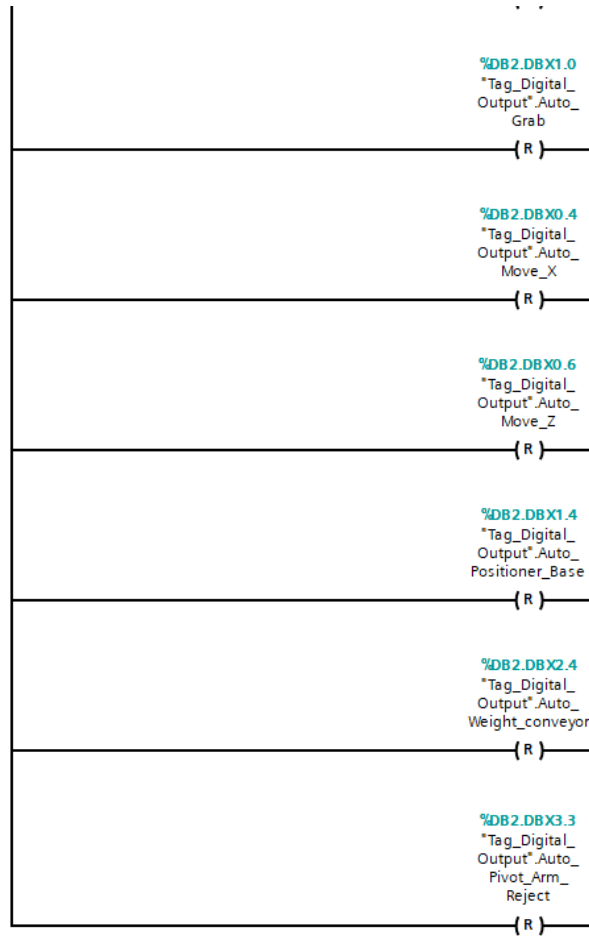 %DB2.DBX1.0
"Tag_Digital_
Output".Auto_
Grab
( R )
%DB2.DBX0.4
"Tag_Digital_
Output".Auto_
Move_X
( R )
%DB2.DBX0.6
"Tag_Digital_
Output".Auto_
Move_Z
( R )
%DB2.DBX1.4
"Tag_Digital_
Output".Auto_
Positioner_Base
( R )
%DB2.DBX2.4
"Tag_Digital_
Output".Auto_
Weight_conveyor
( R )
%DB2.DBX3.3
"Tag_Digital_
Output".Auto_
Pivot_Arm_
Reject
( R )